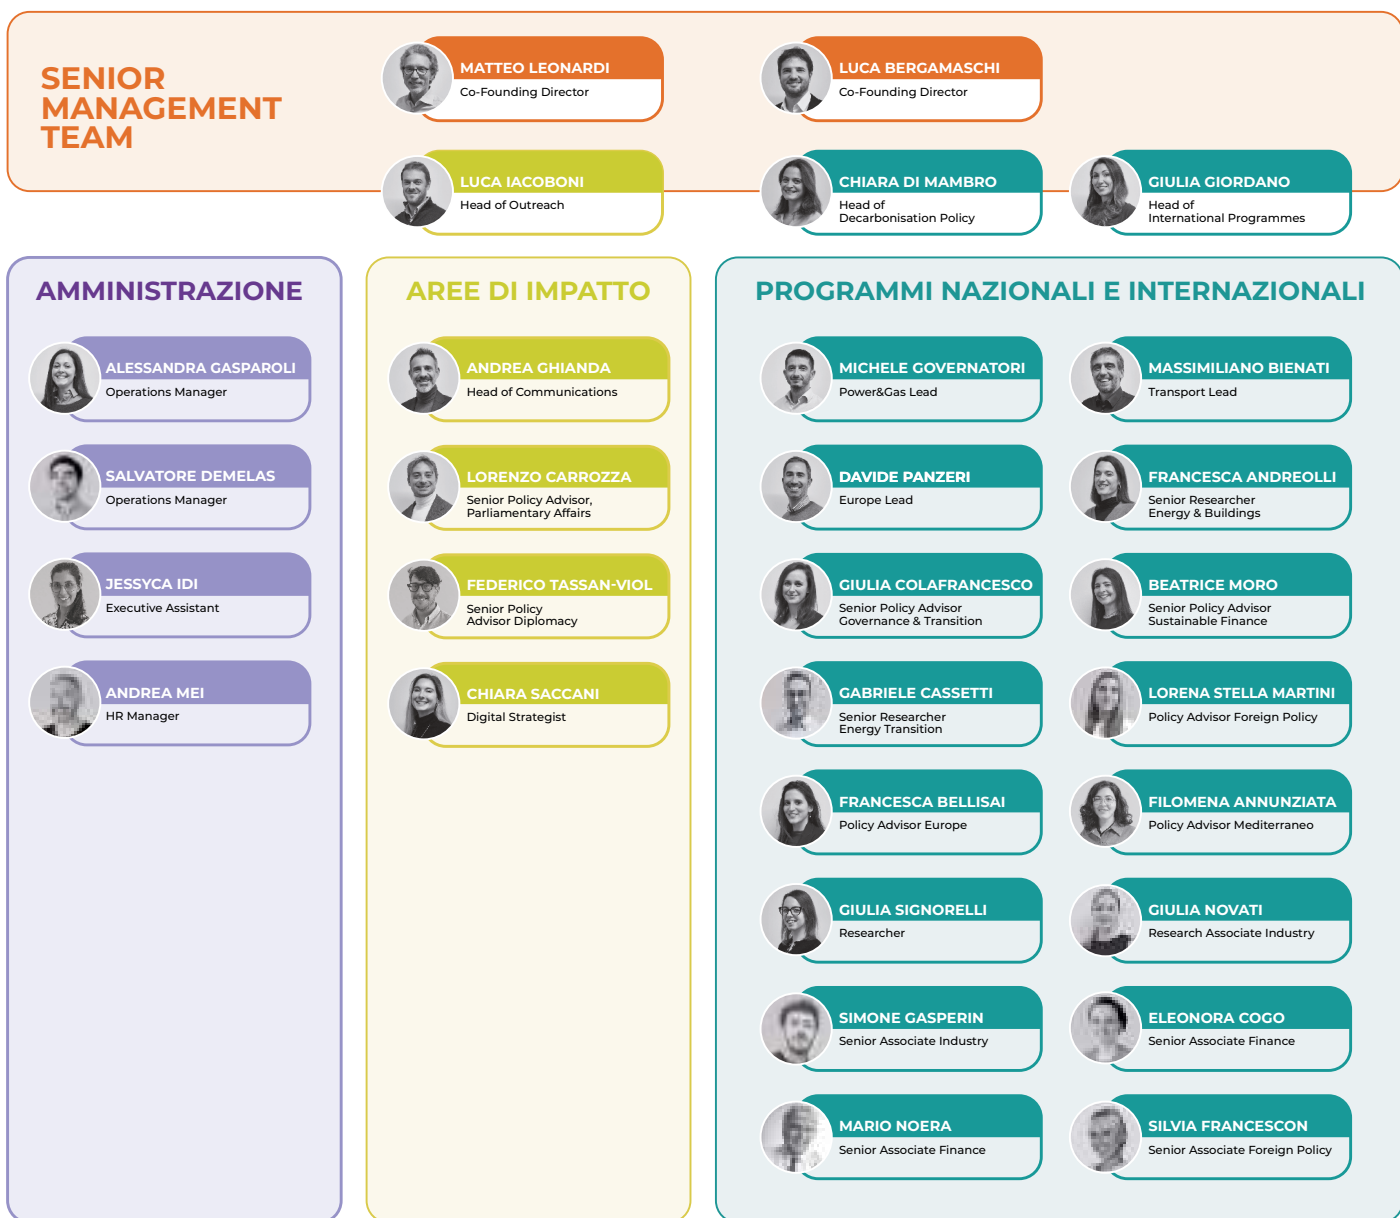 SENIOR
MANAGEMENT
TEAM
MATTEO LEONARDI
Co-Founding Director
LUCA BERGAMASCHI
Co-Founding Director
LUCA IACOBONI
Head of Outreach
CHIARA DI MAMBRO
Head of
Decarbonisation Policy
GIULIA GIORDANO
Head of
International Programmes
AMMINISTRAZIONE
ALESSANDRA GASPAROLI
Operations Manager
SALVATORE DEMELAS
Operations Manager
JESSYCA IDI
Executive Assistant
ANDREA MEI
HR Manager
AREE DI IMPATTO
ANDREA GHIANDA
Head of Communications
LORENZO CARROZZA
Senior Policy Advisor,
Parliamentary Affairs
FEDERICO TASSAN-VIOL
Senior Policy
Advisor Diplomacy
CHIARA SACCANI
Digital Strategist
PROGRAMMI NAZIONALI E INTERNAZIONALI
MICHELE GOVERNATORI
Power&Gas Lead
MASSIMILIANO BIENATI
Transport Lead
DAVIDE PANZERI
Europe Lead
FRANCESCA ANDREOLLI
Senior Researcher
Energy & Buildings
GIULIA COLAFRANCESCO
Senior Policy Advisor
Governance & Transition
BEATRICE MORO
Senior Policy Advisor
Sustainable Finance
GABRIELE CASSETTI
Senior Researcher
Energy Transition
LORENA STELLA MARTINI
Policy Advisor Foreign Policy
FRANCESCA BELLISAI
Policy Advisor Europe
FILOMENA ANNUNZIATA
Policy Advisor Mediterraneo
GIULIA SIGNORELLI
Researcher
GIULIA NOVATI
Research Associate Industry
SIMONE GASPERIN
Senior Associate Industry
ELEONORA COGO
Senior Associate Finance
MARIO NOERA
Senior Associate Finance
SILVIA FRANCESCON
Senior Associate Foreign Policy